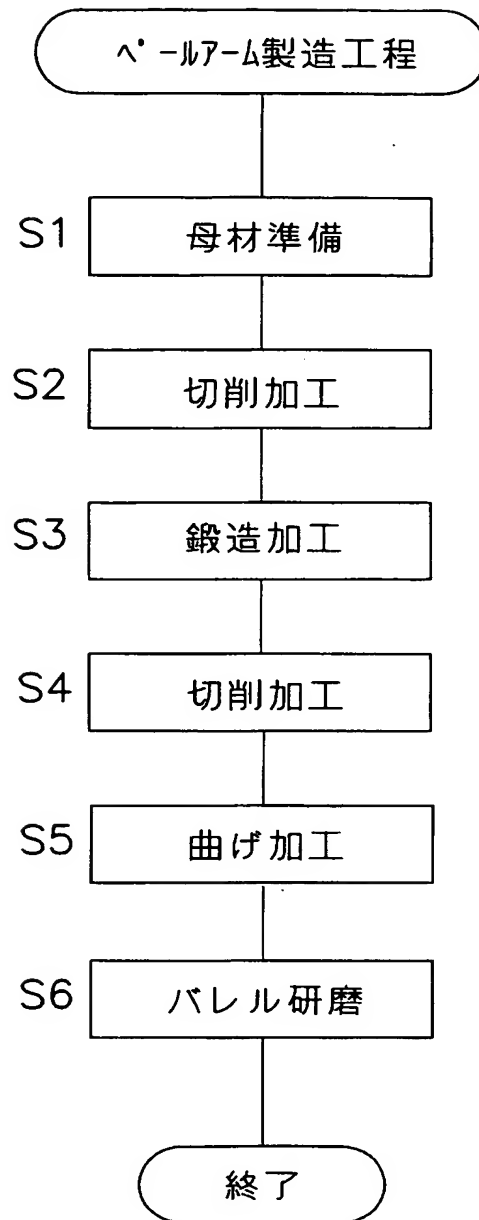 ﾍﾞｰﾙｱｰﾑ製造工程
S1 母材準備
S2 切削加工
S3 鍛造加工
S4 切削加工
S5 曲げ加工
S6 バレル研磨
終了